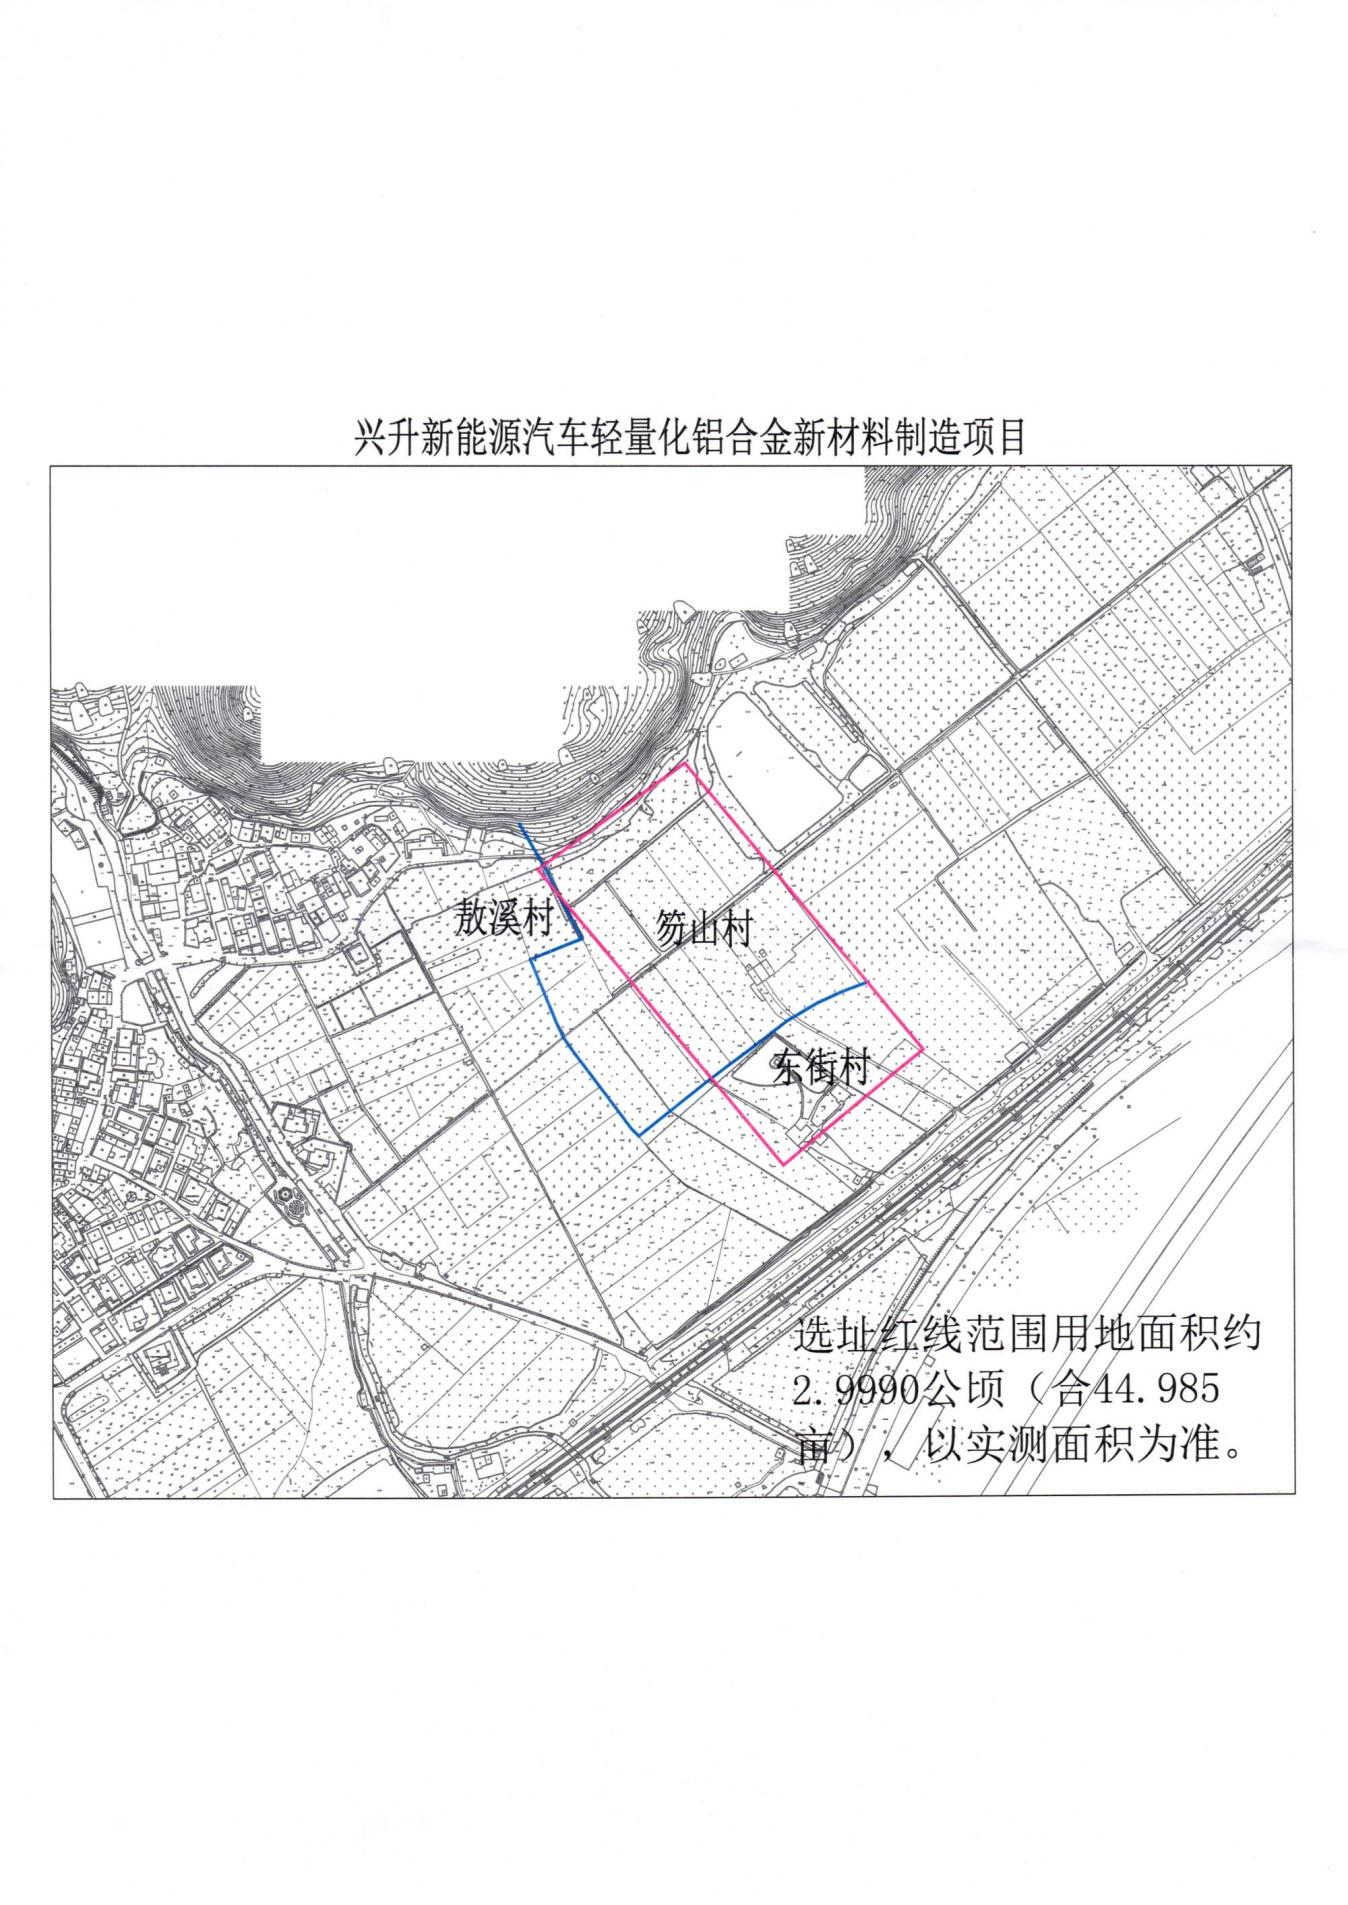 兴升新能源汽车轻量化铝合金新材料制造项目
敖溪村
笏山村
东街村
选址红线范围用地面积约
2.9990公顷（合44.985
亩），以实测面积为准。